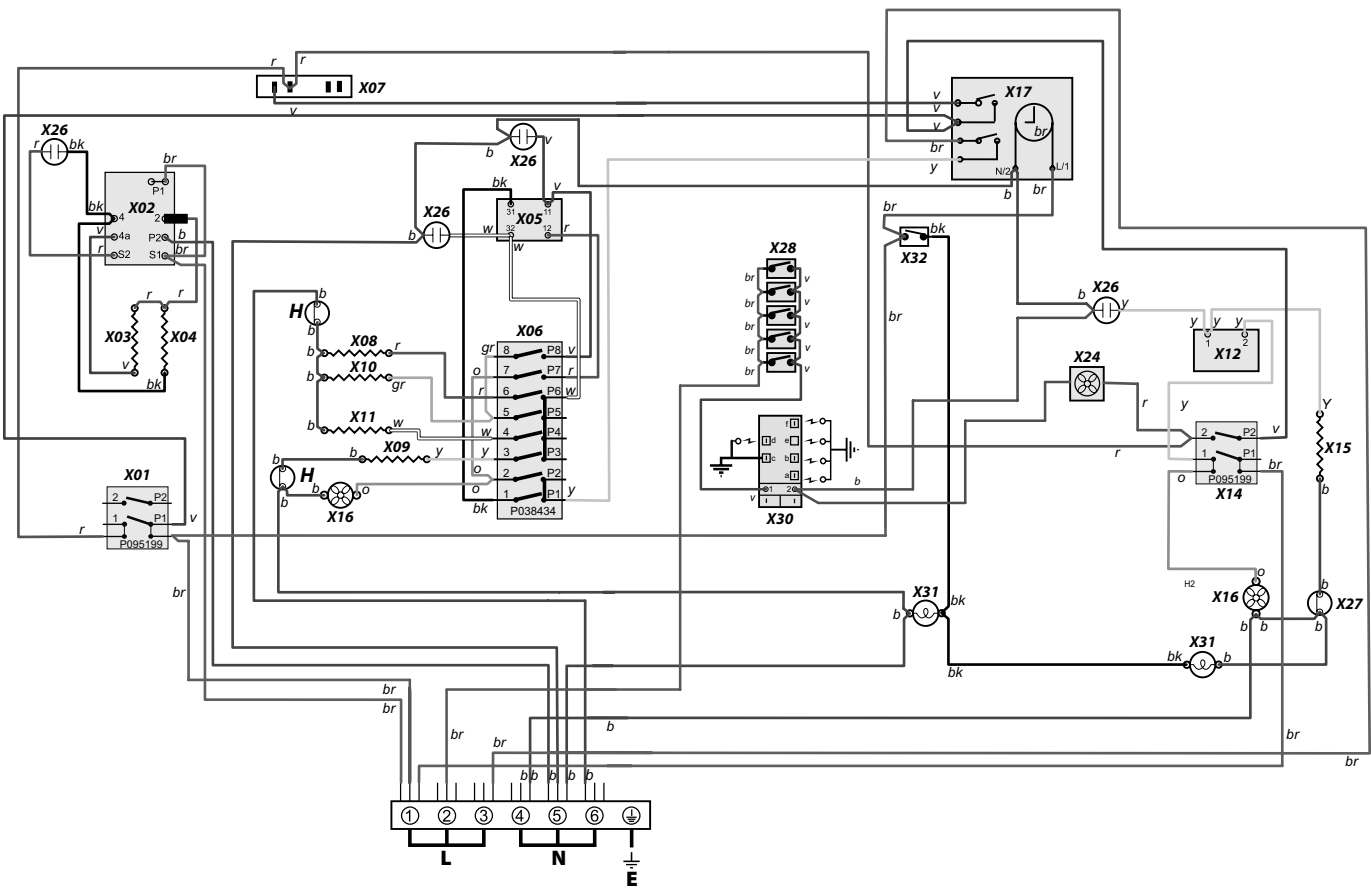 r
r
X07
v
X26
r
bk
br
P1
X02
bk
4
2
v
4a
P2
b
r
S2
S1
br
r
r
X03
X04
v
bk
X01
2
P2
1
P1
v
r
P095199
br
X26
b
v
bk
v
31
11
X05
X26
w
32
12
r
b
w
b
H
b
X08
b
r
X10
b
gr
X11
b
w
X09
b
b
y
H
b
b
o
X16
X06
gr
8
P8
v
o
7
P7
r
r
6
P6
w
5
P5
w
4
P4
y
3
P3
o
2
P2
o
1
P1
y
bk
P038434
X17
v
v
v
br
br
y
N/2
L/1
b
br
br
bk
X32
br
X28
br
v
br
v
br
v
br
v
X30
f
d
e
c
b
a
1
2
v
b
X26
b
y
y
y
y
1
2
X12
X24
r
y
r
2
P2
v
1
P1
br
o
P095199
X14
Y
X15
b
b
X27
b
b
H2
o
X16
b
b
X31
b
bk
bk
X31
bk
b
br
br
br
br
b
b
b
b
b
b
br
br
1
2
3
4
5
6
L
N
E